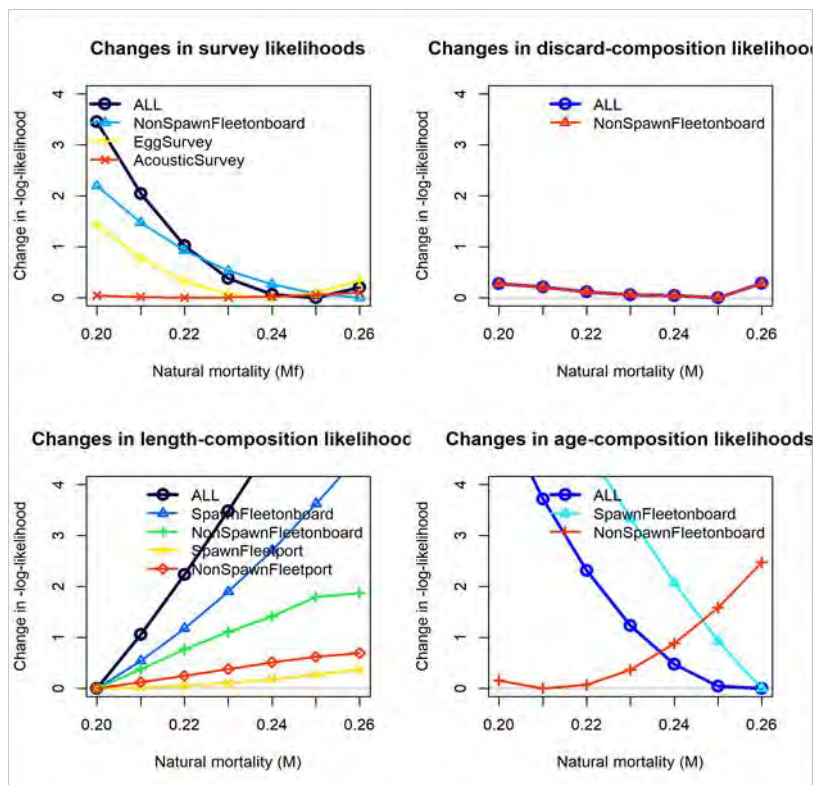 Changes in survey likelihoods
Change in -log-likelihood
4
3
2
1
0
ALL
NonSpawnFleetonboard
EggSurvey
AcousticSurvey
0.20 0.22 0.24 0.26
Natural mortality (Mf)
Changes in discard-composition likelihood
Change in -log-likelihood
4
3
2
1
0
ALL
NonSpawnFleetonboard
0.20 0.22 0.24 0.26
Natural mortality (M)
Changes in length-composition likelihood
Change in -log-likelihood
4
3
2
1
0
ALL
SpawnFleetonboard
NonSpawnFleetonboard
SpawnFleetport
NonSpawnFleetport
0.20 0.22 0.24 0.26
Natural mortality (M)
Changes in age-composition likelihoods
Change in -log-likelihood
4
3
2
1
0
ALL
SpawnFleetonboard
NonSpawnFleetonboard
0.20 0.22 0.24 0.26
Natural mortality (M)